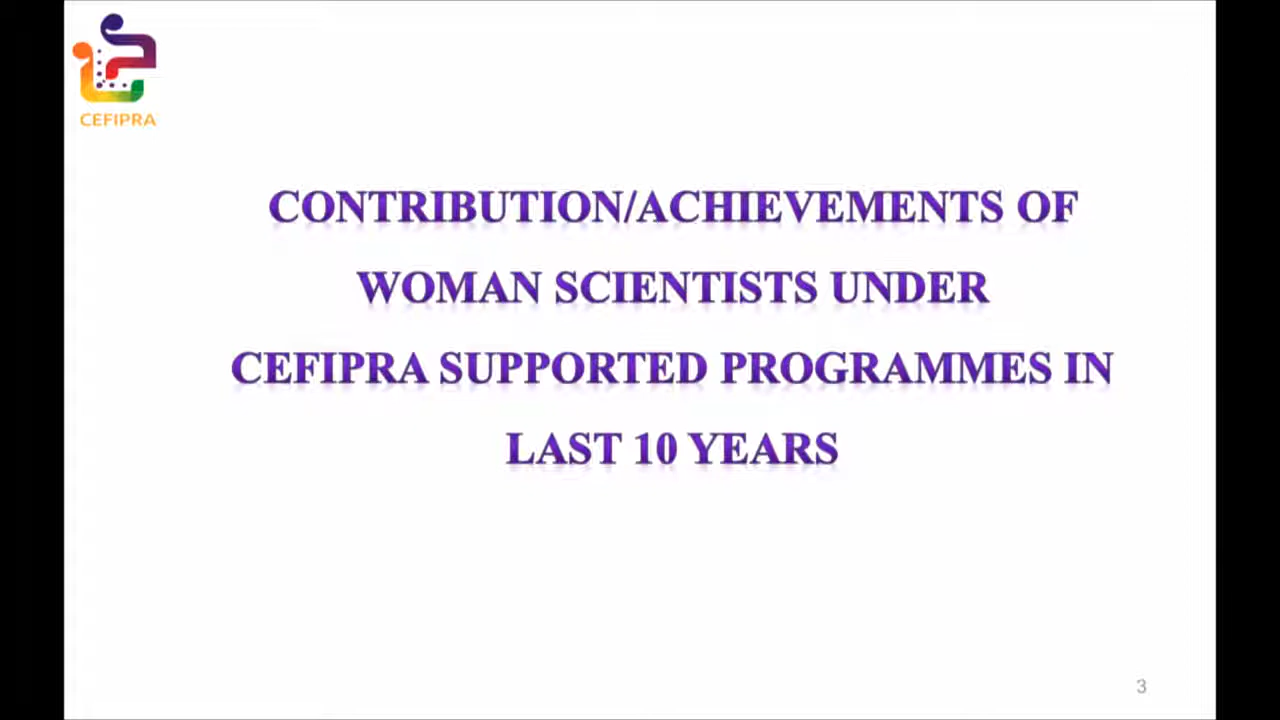 CEFIPRA
CONTRIBUTION/ACHIEVEMENTS OF
WOMAN SCIENTISTS UNDER
CEFIPRA SUPPORTED PROGRAMMES IN
LAST 10 YEARS
3